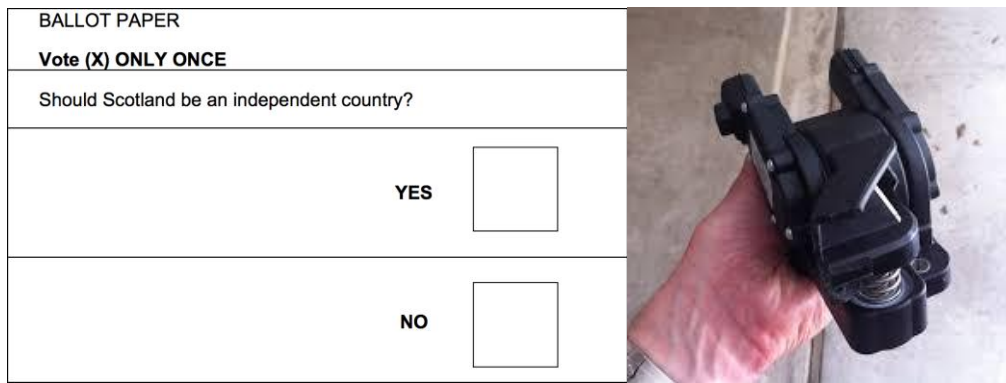 BALLOT PAPER
Vote (X) ONLY ONCE
Should Scotland be an independent country?
YES
NO